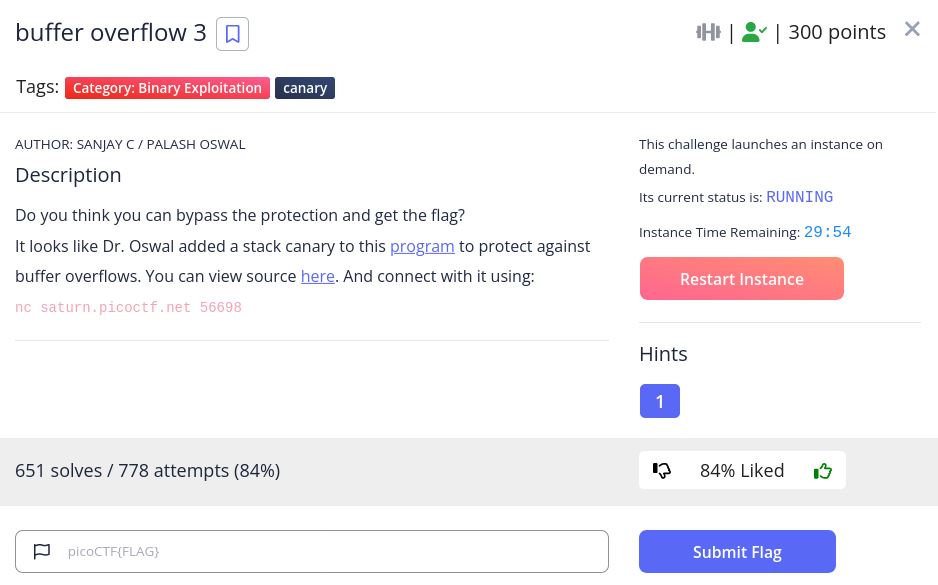 buffer overflow 3
| | 300 points
Tags: Category: Binary Exploitation canary
AUTHOR: SANJAY C / PALASH OSWAL
Description
Do you think you can bypass the protection and get the flag?
It looks like Dr. Oswal added a stack canary to this program to protect against
buffer overflows. You can view source here. And connect with it using:
nc saturn.picoctf.net 56698
This challenge launches an instance on
demand.
Its current status is: RUNNING
Instance Time Remaining: 29:54
Restart Instance
Hints
1
651 solves / 778 attempts (84%)
84% Liked
picoCTF{FLAG}
Submit Flag